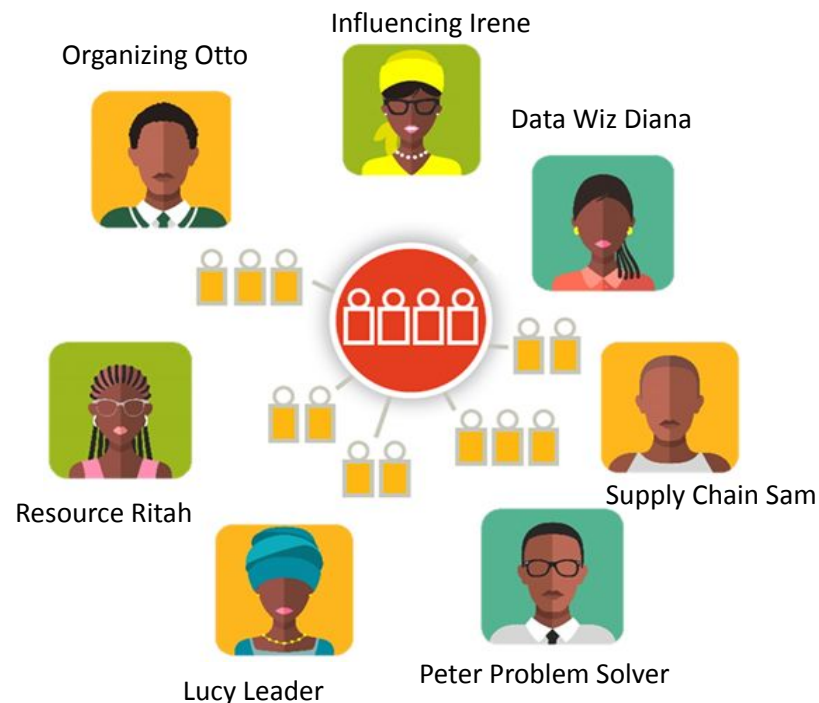 Influencing Irene
Organizing Otto
Data Wiz Diana
Supply Chain Sam
Resource Ritah
Peter Problem Solver
Lucy Leader